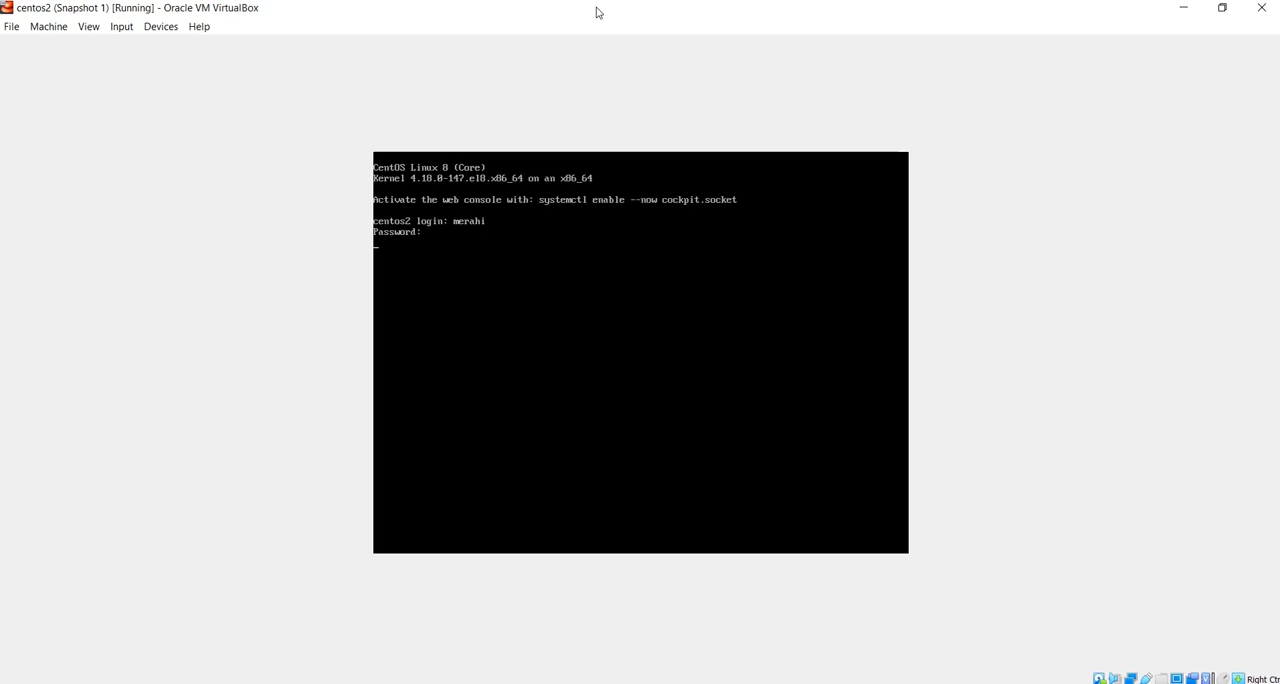 centos2 (Snapshot 1) [Running] - Oracle VM VirtualBox
File Machine View Input Devices Help
CentOS Linux 8 (Core)
Kernel 4.18.0-147.el8.x86_64 on an x86_64
Activate the web console with: systemctl enable --now cockpit.socket
centos2 login: merahi
Password:
Right Ctr